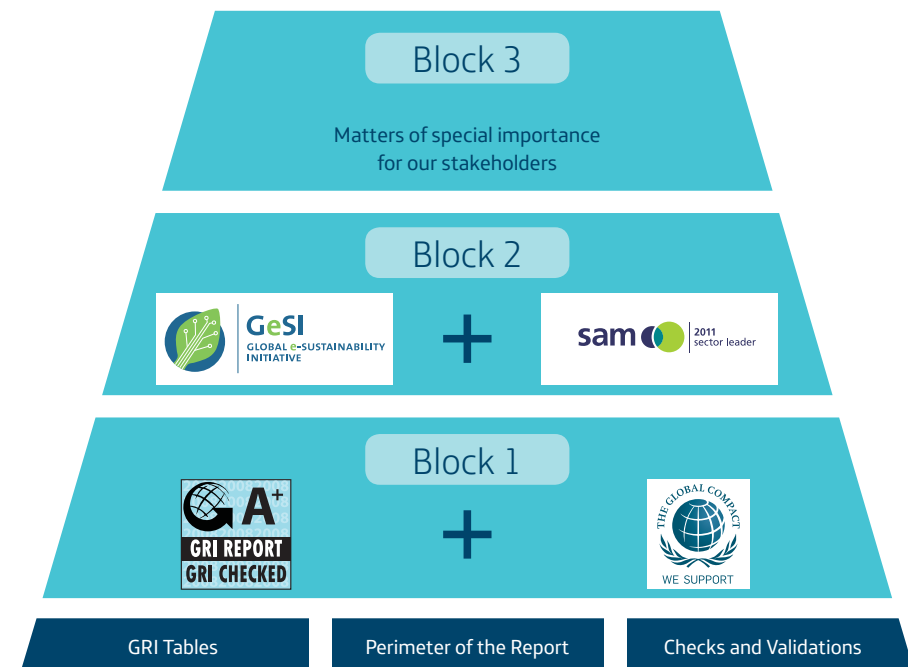 Block 3
Matters of special importance
for our stakeholders
Block 2
GeSI
GLOBAL e-SUSTAINABILITY
INITIATIVE
+
sam
2011
sector leader
Block 1
A+
GRI REPORT
GRI CHECKED
+
THE GLOBAL COMPACT
WE SUPPORT
GRI Tables
Perimeter of the Report
Checks and Validations